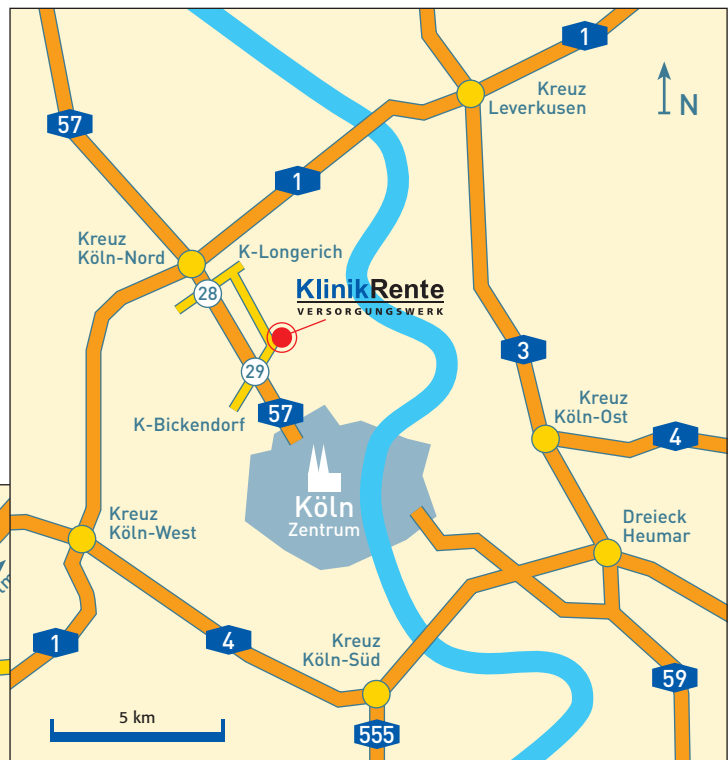 1
Kreuz
Leverkusen
N
57
1
Kreuz
Köln-Nord
K-Longerich
28
KlinikRente
VERSORGUNGSWERK
3
29
Kreuz
Köln-Ost
57
4
K-Bickendorf
Köln
Zentrum
Kreuz
Köln-West
Dreieck
Heumar
1
4
Kreuz
Köln-Süd
59
5 km
555